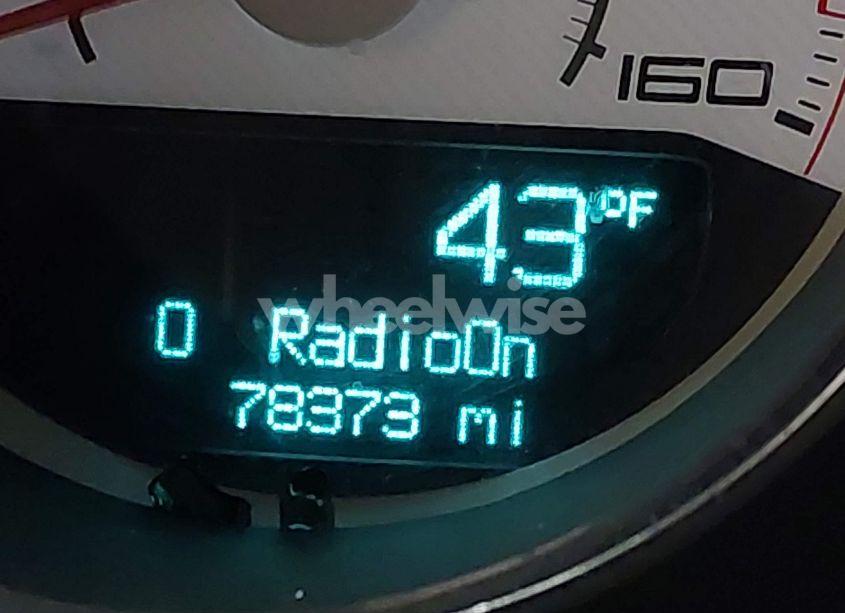 160
43°F
wheelwise
0 RadioOn
78373 mi